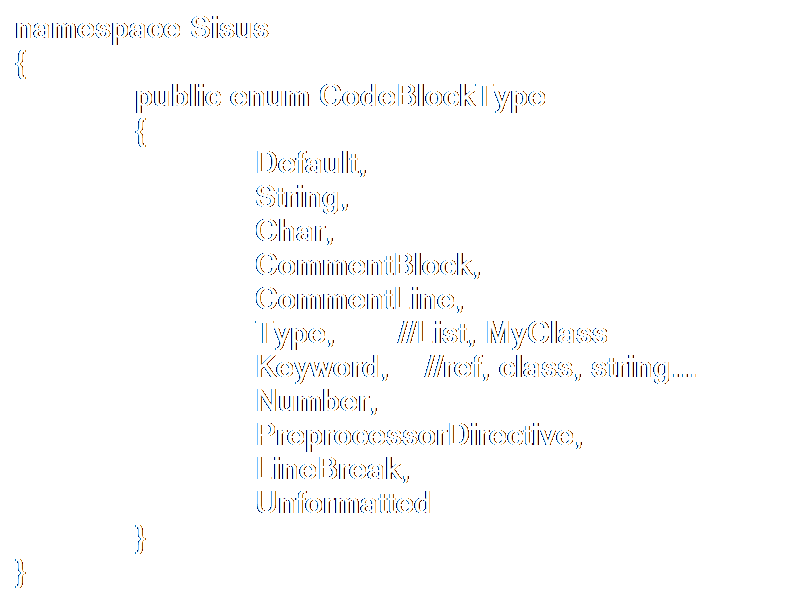 namespace Sisus
{
public enum CodeBlockType
{
Default,
String,
Char,
CommentBlock,
CommentLine,
Type, //List, MyClass
Keyword, //ref, class, string....
Number,
PreprocessorDirective,
LineBreak,
Unformatted
}
}